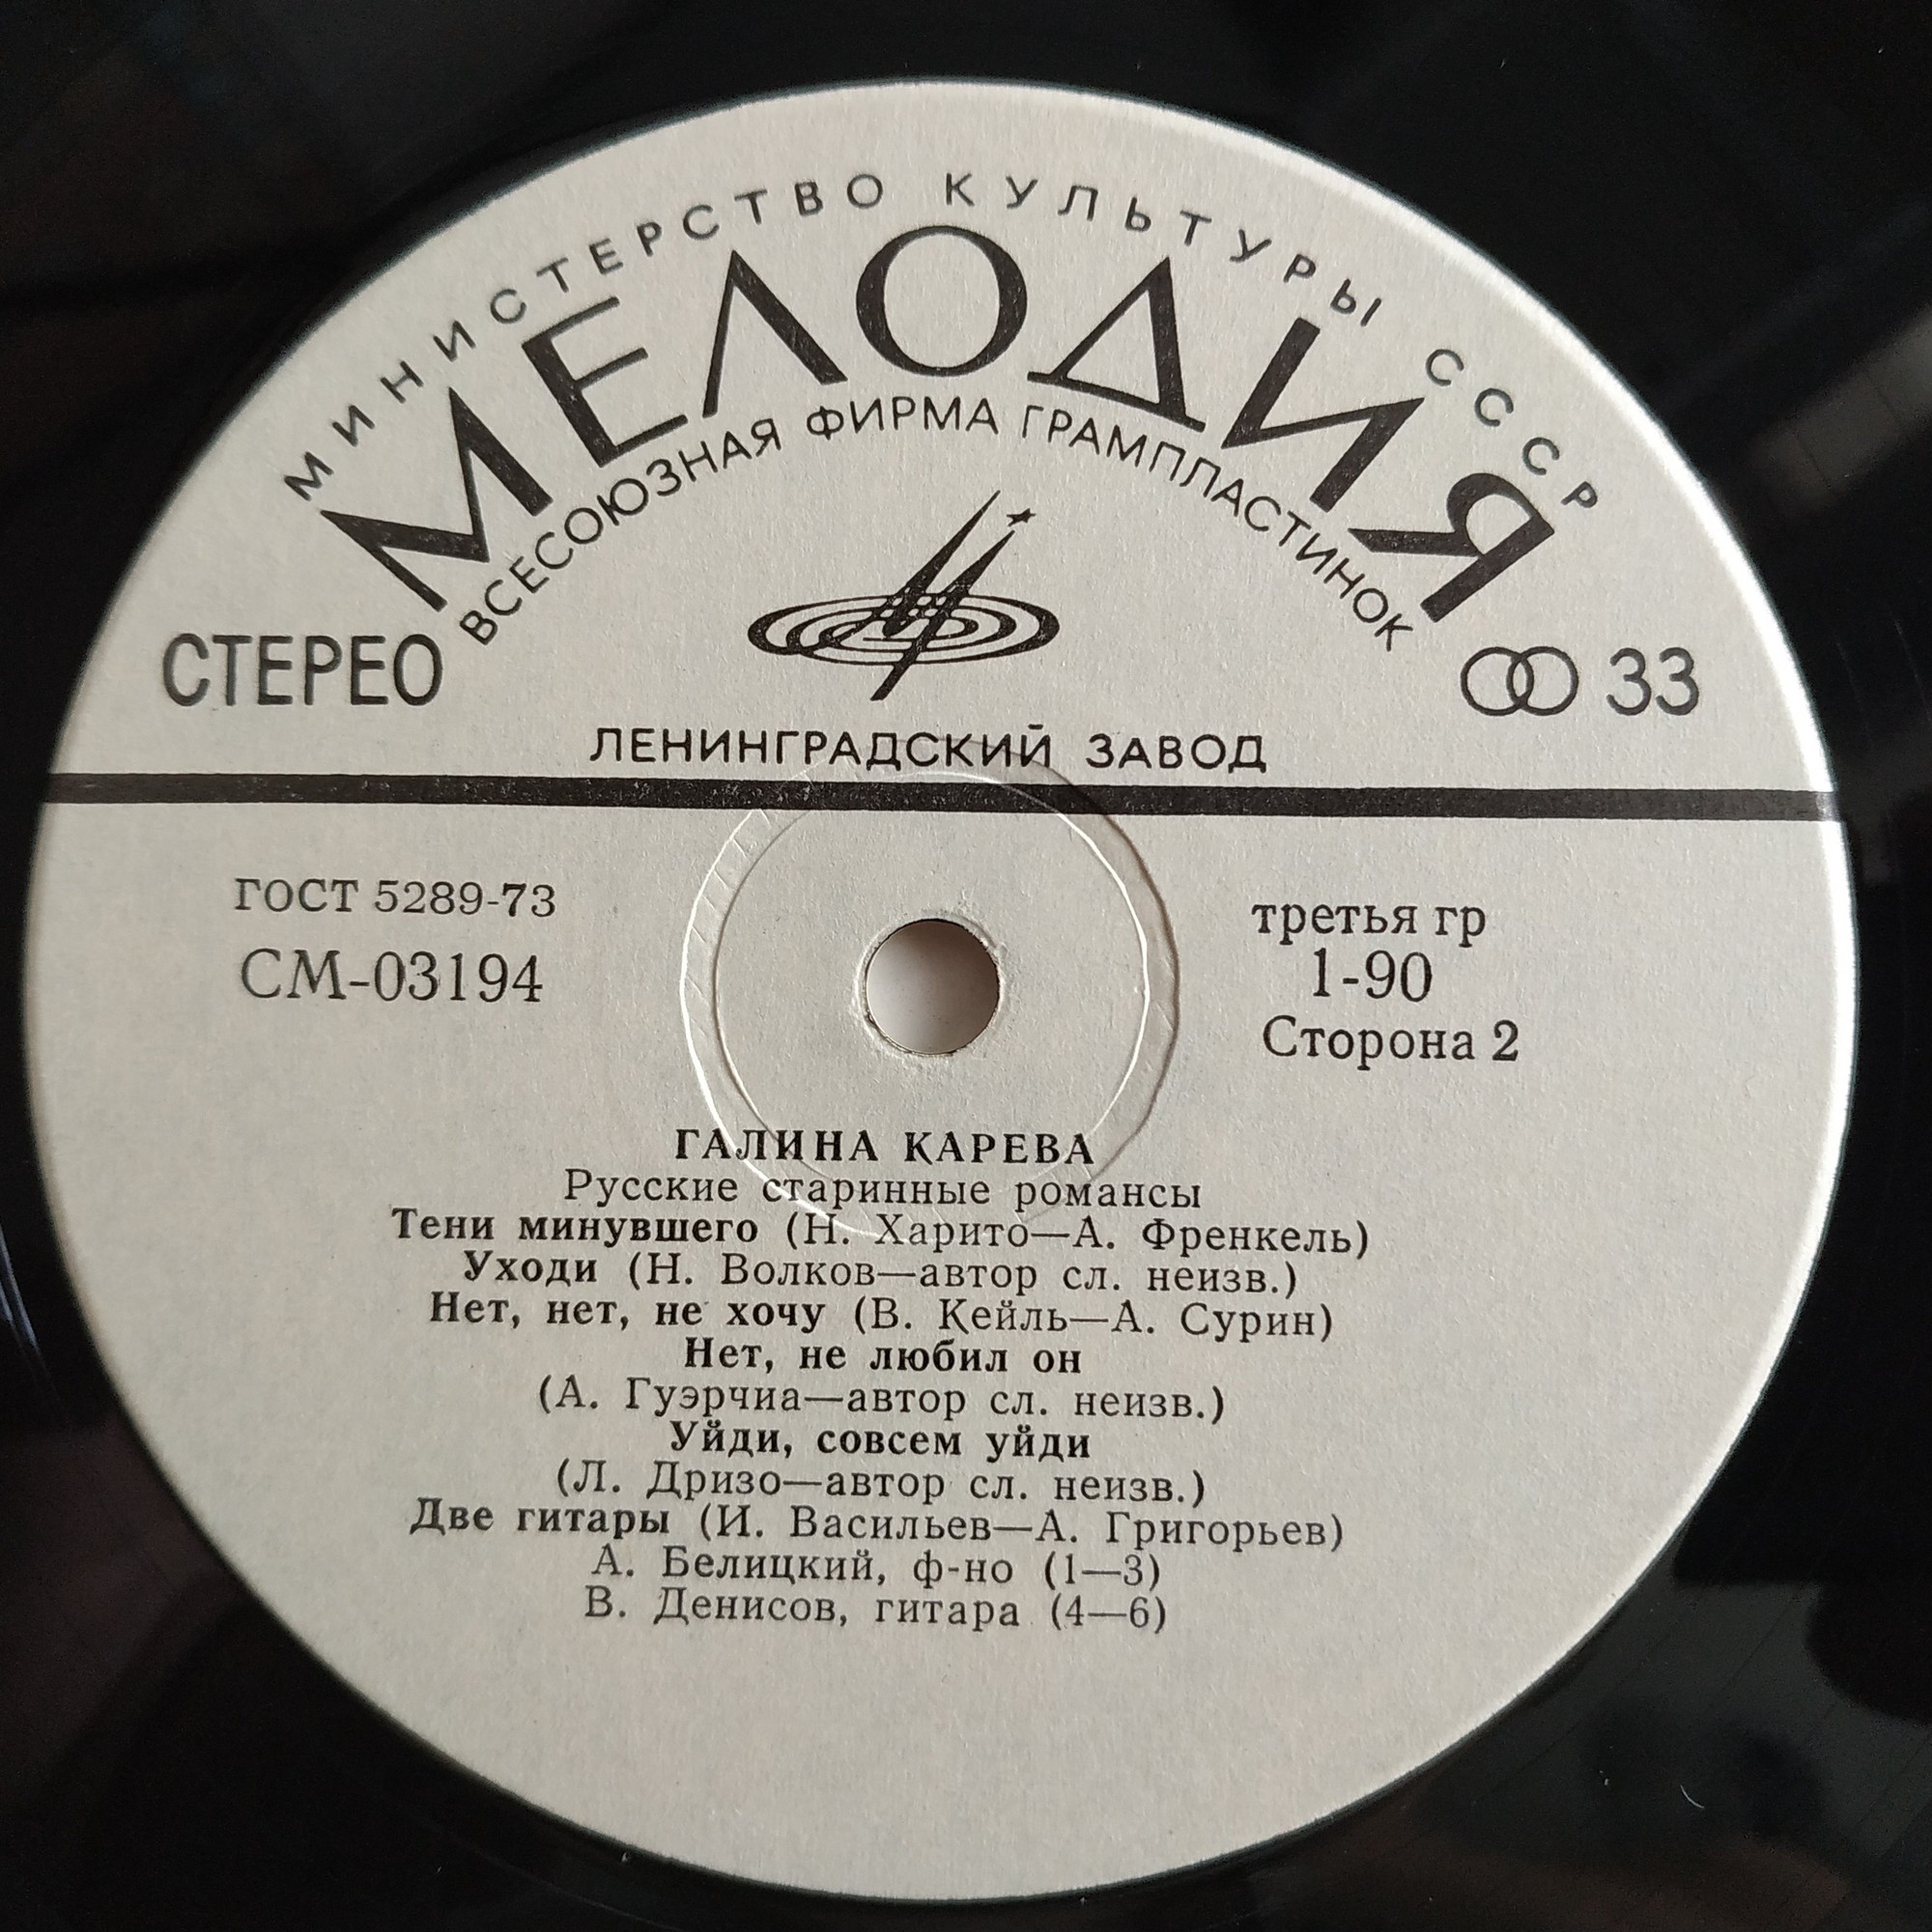 МИНИСТЕРСТВО КУЛЬТУРЫ СССР
МЕЛОДИЯ
ВСЕСОЮЗНАЯ ФИРМА ГРАМПЛАСТИНОК
СТЕРЕО
33
ЛЕНИНГРАДСКИЙ ЗАВОД
ГОСТ 5289-73
СМ-03194
третья гр
1-90
Сторона 2
ГАЛИНА КАРЕВА
Русские старинные романсы
Тени минувшего (Н. Харито—А. Френкель)
Уходи (Н. Волков—автор сл. неизв.)
Нет, нет, не хочу (В. Кейль—А. Сурин)
Нет, не любил он
(А. Гуэрчиа—автор сл. неизв.)
Уйди, совсем уйди
(Л. Дризо—автор сл. неизв.)
Две гитары (И. Васильев—А. Григорьев)
А. Белицкий, ф-но (1—3)
В. Денисов, гитара (4—6)